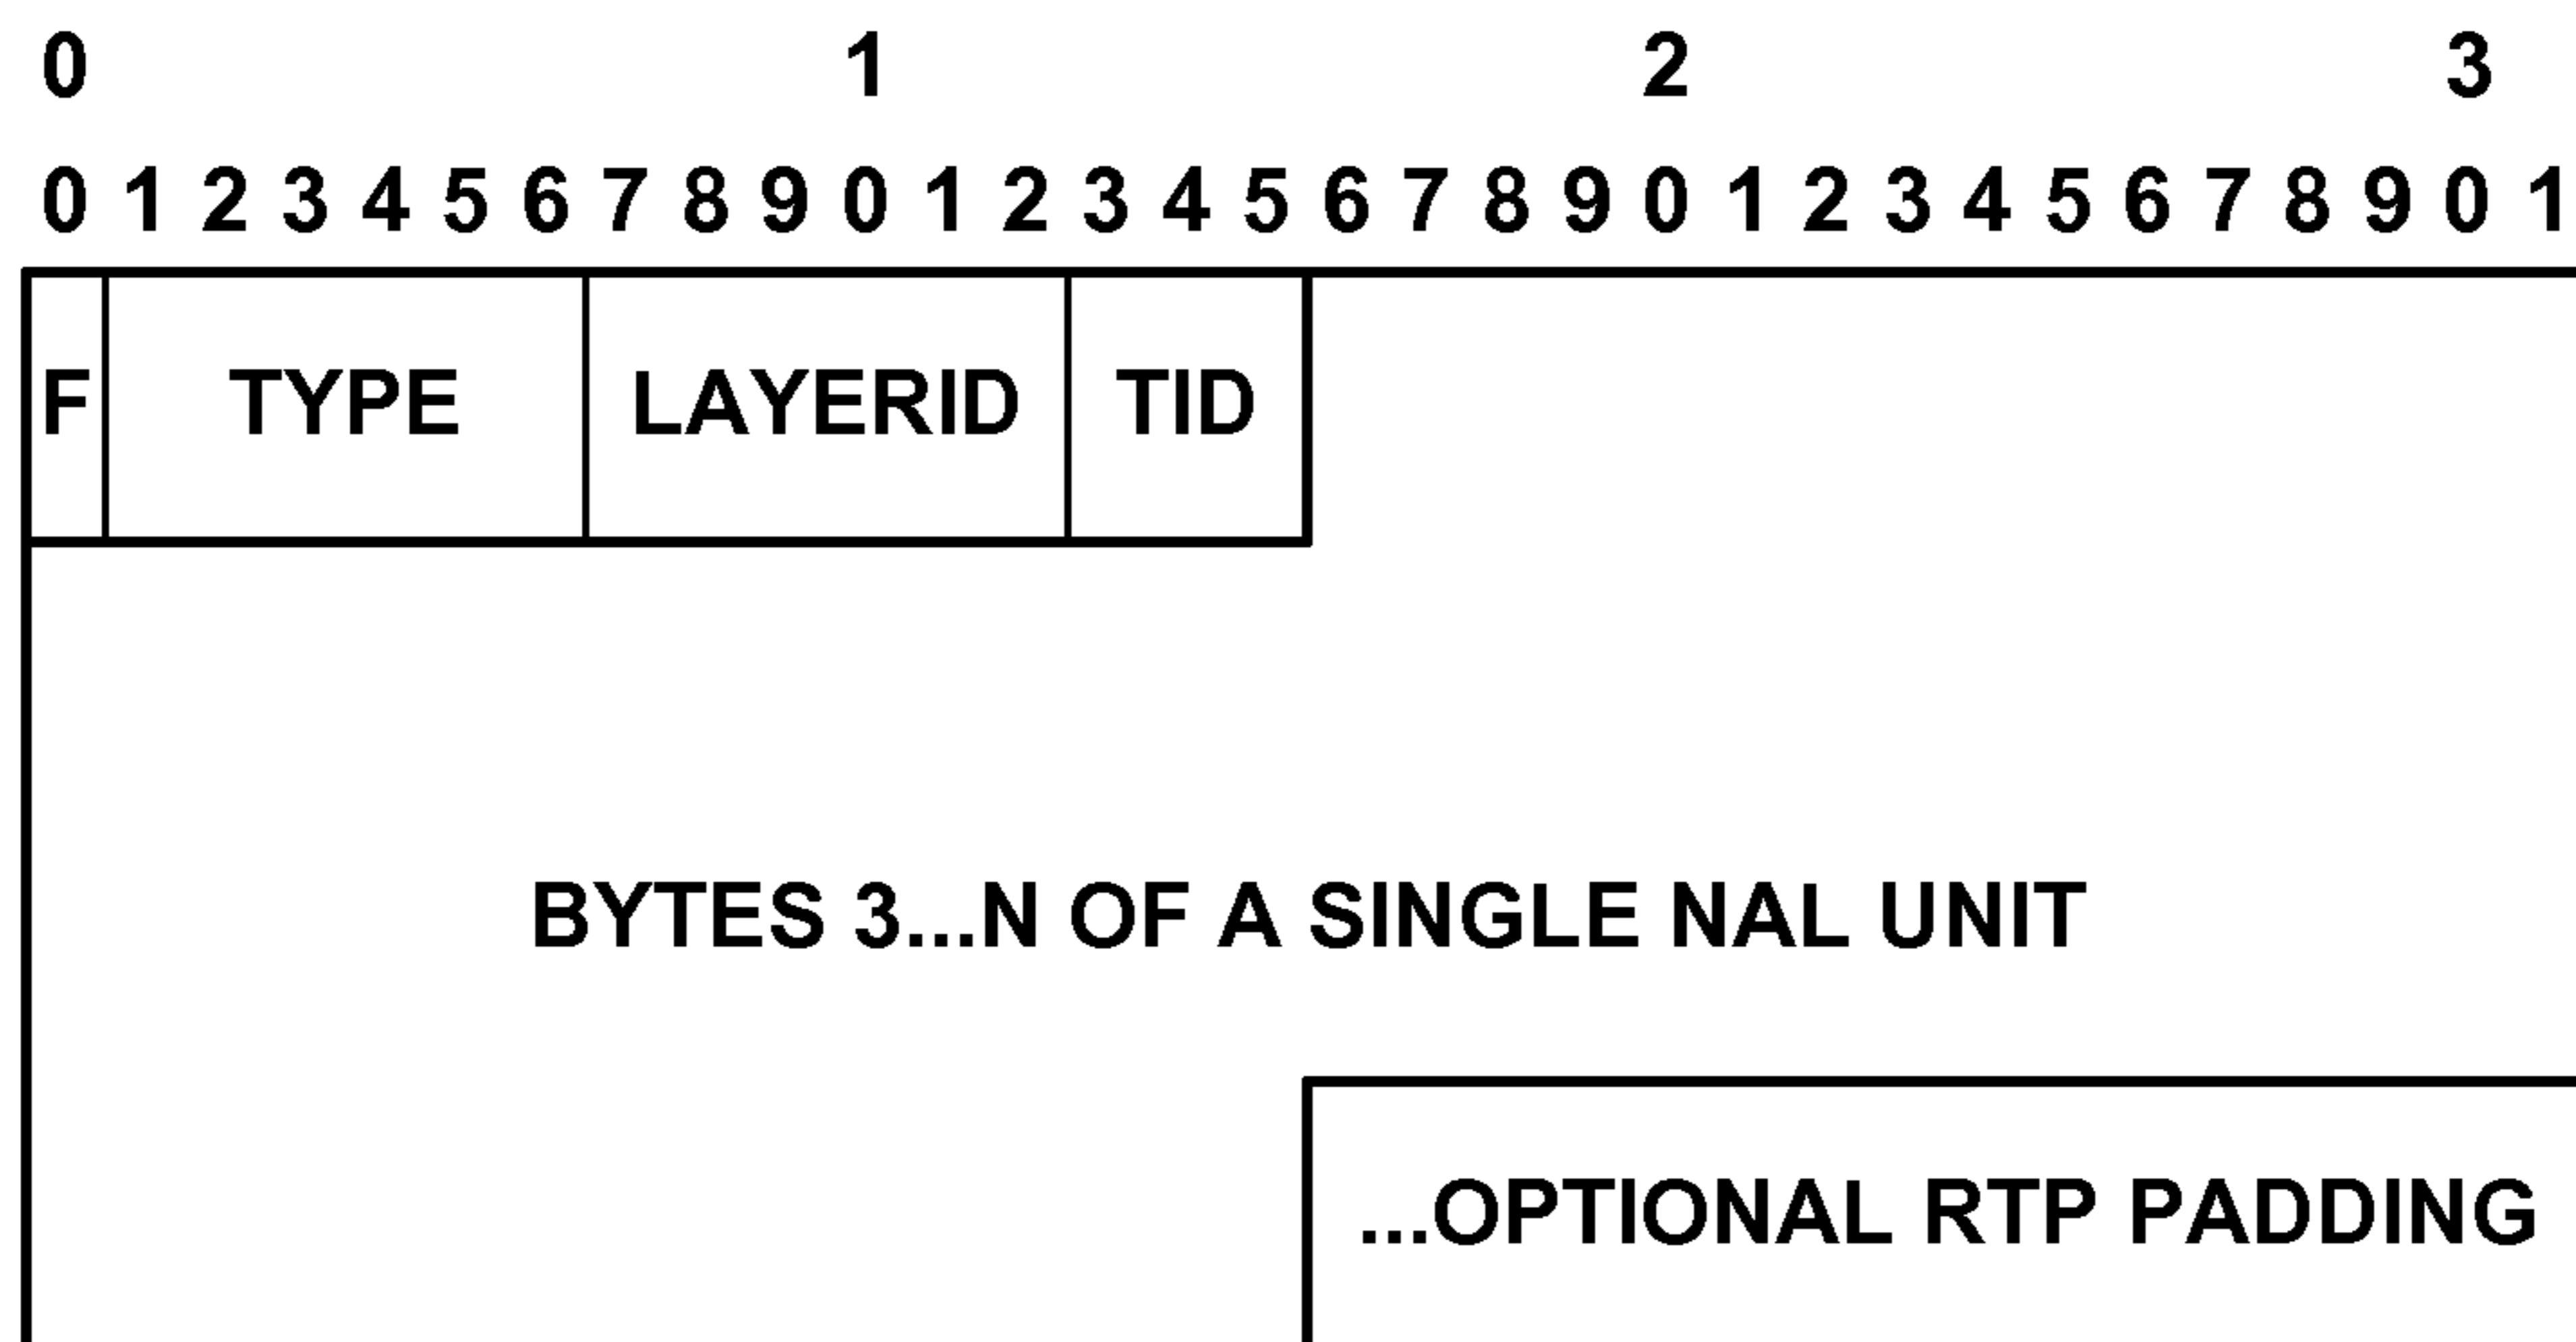 0 1 2 3
0 1 2 3 4 5 6 7 8 9 0 1 2 3 4 5 6 7 8 9 0 1 2 3 4 5 6 7 8 9 0 1
F TYPE LAYERID TID
BYTES 3...N OF A SINGLE NAL UNIT
...OPTIONAL RTP PADDING